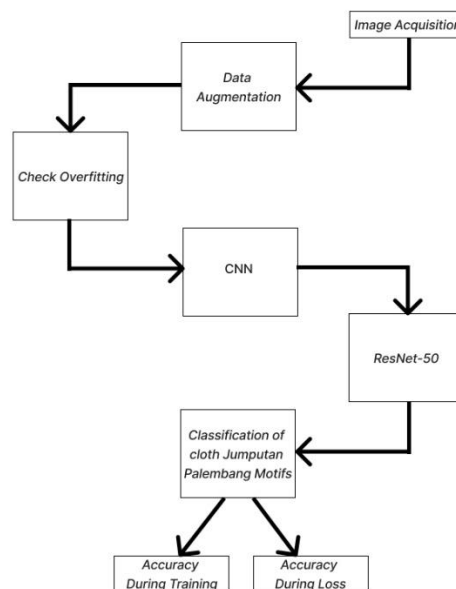 Image Acquisition
Data
Augmentation
Check Overfitting
CNN
ResNet-50
Classification of
cloth Jumputan
Palembang Motifs
Accuracy
During Training
Accuracy
During Loss